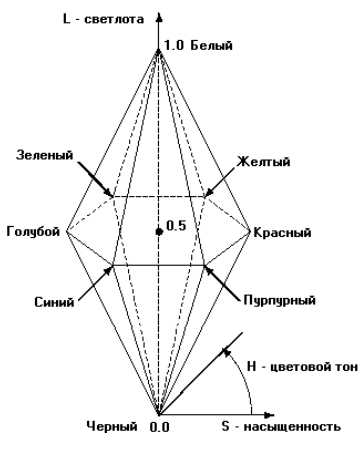 L - светлота
1.0 Белый
Зеленый
Желтый
Голубой
0.5
Красный
Синий
Пурпурный
H - цветовой тон
Черный 0.0
S - насыщенность